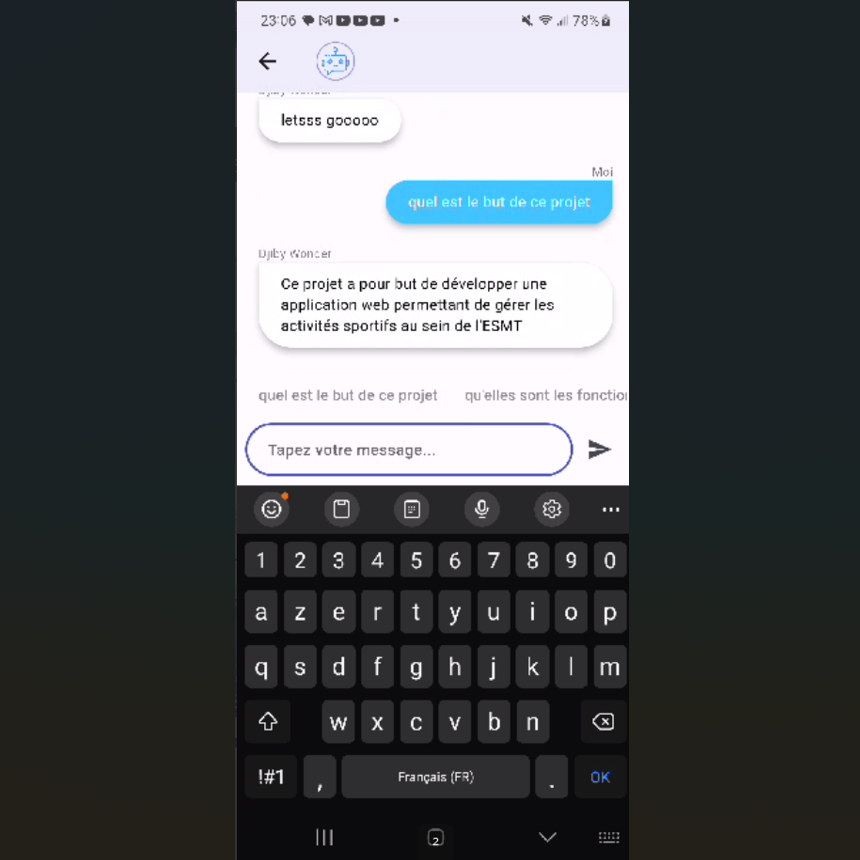 23:06
78%
letsss gooooo
Moi
quel est le but de ce projet
Djiby Wonder
Ce projet a pour but de développer une
application web permettant de gérer les
activités sportifs au sein de l'ESMT
quel est le but de ce projet qu'elles sont les fonction
Tapez votre message...
1 2 3 4 5 6 7 8 9 0
a z e r t y u i o p
q s d f g h j k l m
w x c v b n
!#1 , Français (FR) . OK
2